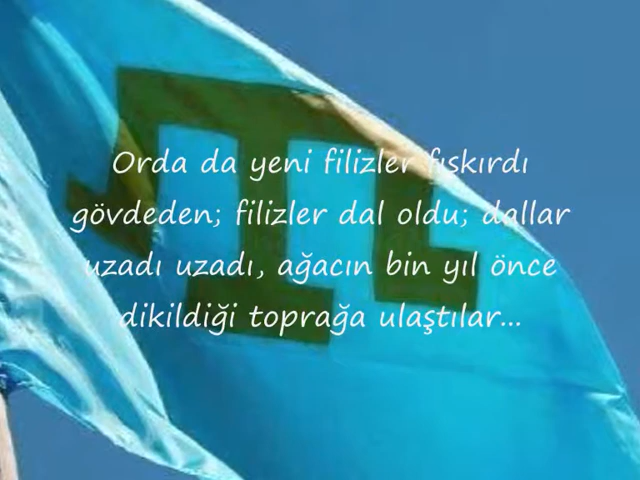 Orda da yeni filizler fışkırdı
gövdeden; filizler dal oldu; dallar
uzadı uzadı, ağacın bin yıl önce
dikildiği toprağa ulaştılar...